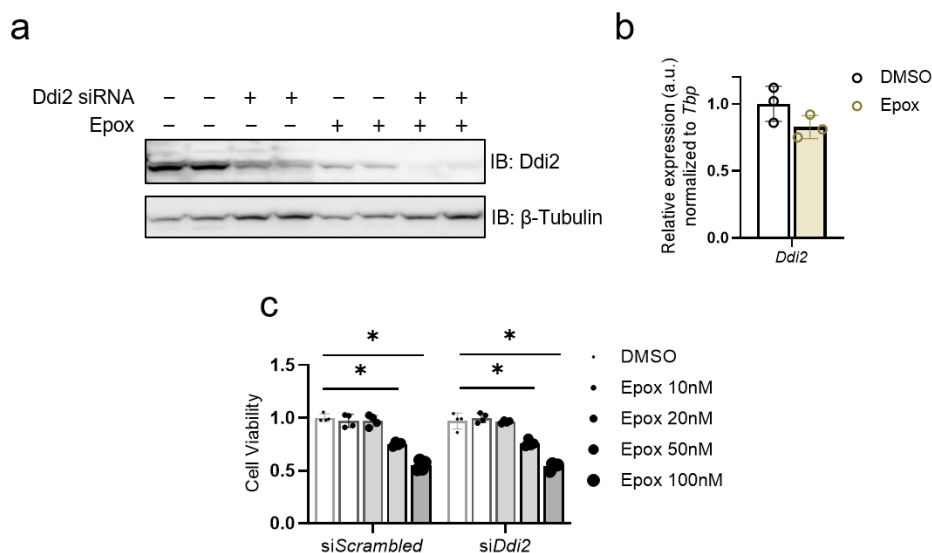 a
Ddi2 siRNA – – + + – – + +
Epox – – – – + + + +
IB: Ddi2
IB: β-Tubulin
b
Relative expression (a.u.)
normalized to Tbp
1.0
0.5
0.0
Ddi2
DMSO
Epox
c
Cell Viability
1.5
1.0
0.5
0.0
* *
* *
siScrambled siDdi2
DMSO
Epox 10nM
Epox 20nM
Epox 50nM
Epox 100nM